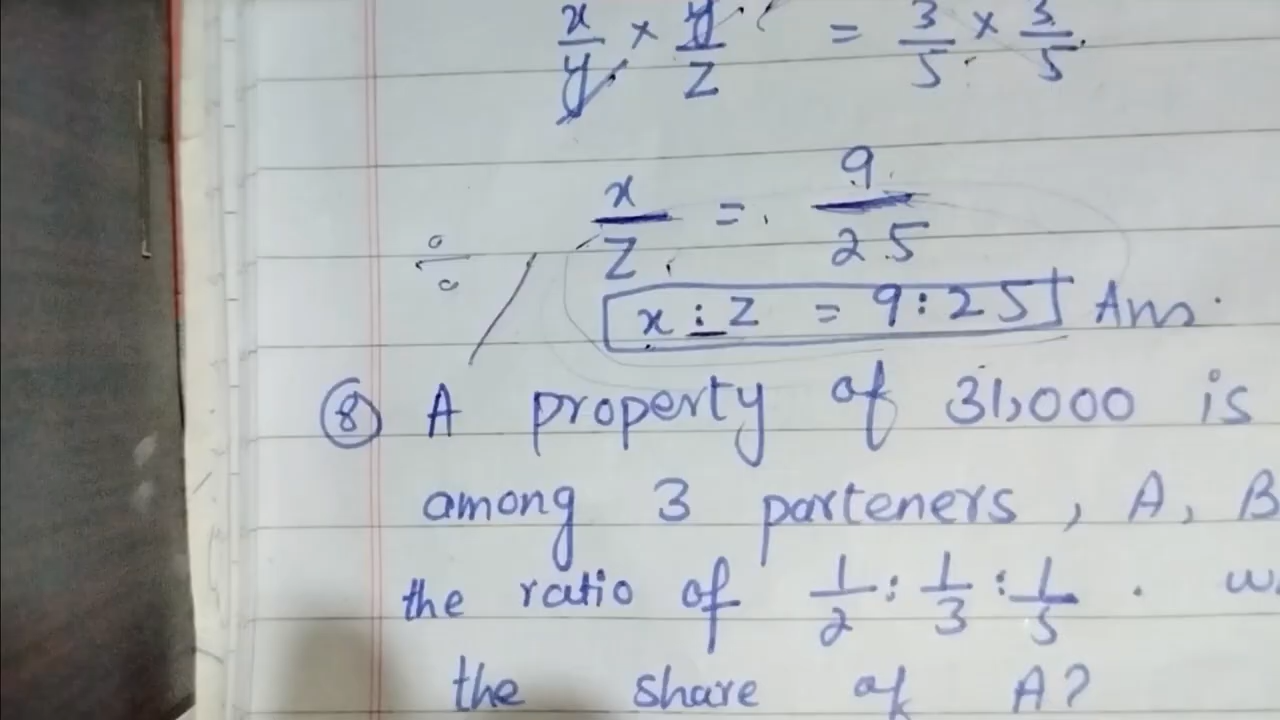 x/y × y/z = 3/5 × 3/5
x/z = 9/25
x : z = 9 : 25 Ans.
⑧ A property of 31,000 is
among 3 parteners, A, B
the ratio of 1/2 : 1/3 : 1/5 .
the share of A?